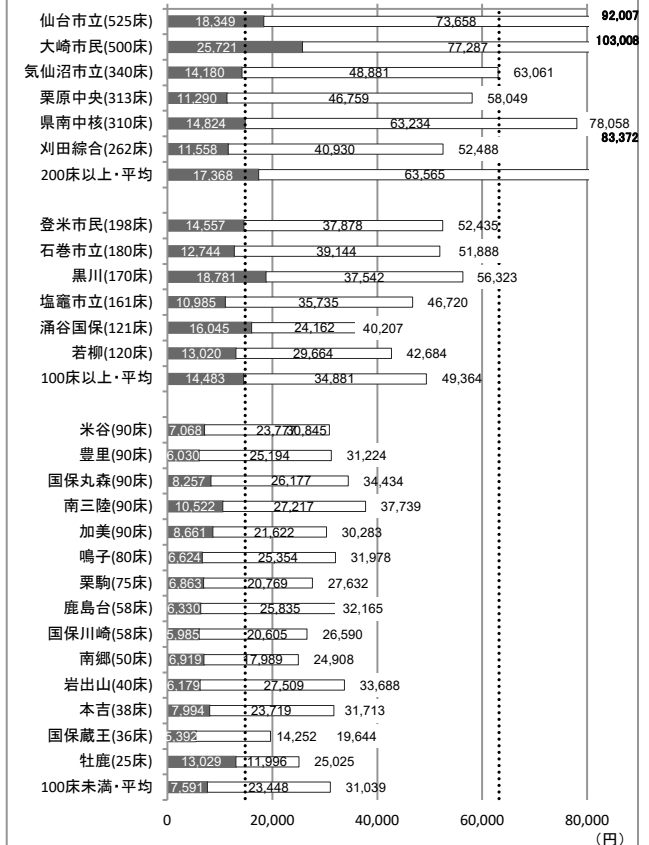 仙台市立(525床) 18,349 73,658 92,007
大崎市民(500床) 25,721 77,287 103,008
気仙沼市立(340床) 14,180 48,881 63,061
栗原中央(313床) 11,290 46,759 58,049
県南中核(310床) 14,824 63,234 78,058
刈田綜合(262床) 11,558 40,930 52,488
200床以上・平均 17,368 63,565 83,372
登米市民(198床) 14,557 37,878 52,435
石巻市立(180床) 12,744 39,144 51,888
黒川(170床) 18,781 37,542 56,323
塩竈市立(161床) 10,985 35,735 46,720
涌谷国保(121床) 16,045 24,162 40,207
若柳(120床) 13,020 29,664 42,684
100床以上・平均 14,483 34,881 49,364
米谷(90床) 7,068 23,777 30,845
豊里(90床) 6,030 25,194 31,224
国保丸森(90床) 8,257 26,177 34,434
南三陸(90床) 10,522 27,217 37,739
加美(90床) 8,661 21,622 30,283
鳴子(80床) 6,624 25,354 31,978
栗駒(75床) 6,863 20,769 27,632
鹿島台(58床) 6,330 25,835 32,165
国保川崎(58床) 5,985 20,605 26,590
南郷(50床) 6,919 17,989 24,908
岩出山(40床) 6,179 27,509 33,688
本吉(38床) 7,994 23,719 31,713
国保蔵王(36床) 5,392 14,252 19,644
牡鹿(25床) 13,029 11,996 25,025
100床未満・平均 7,591 23,448 31,039
0 20,000 40,000 60,000 80,000
(円)